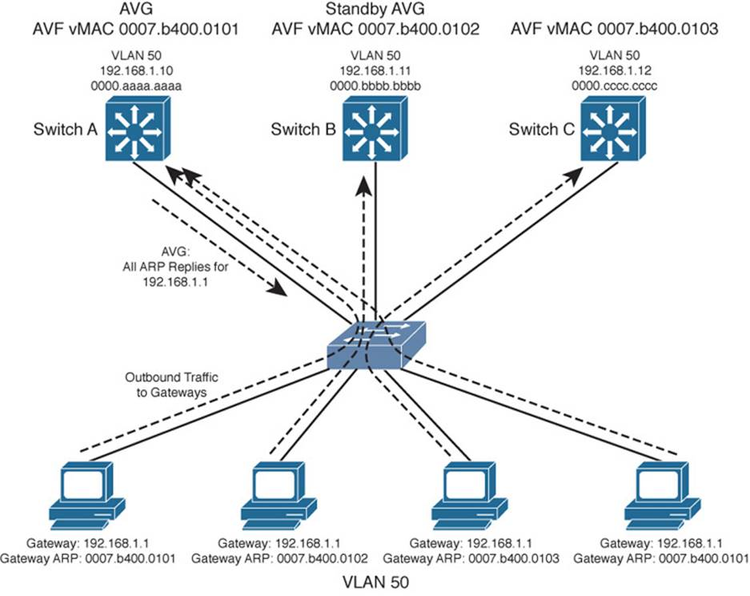 AVG
AVF vMAC 0007.b400.0101
Standby AVG
AVF vMAC 0007.b400.0102
AVF vMAC 0007.b400.0103
VLAN 50
192.168.1.10
0000.aaaa.aaaa
VLAN 50
192.168.1.11
0000.bbbb.bbbb
VLAN 50
192.168.1.12
0000.cccc.cccc
Switch A
Switch B
Switch C
AVG:
All ARP Replies for
192.168.1.1
Outbound Traffic
to Gateways
Gateway: 192.168.1.1
Gateway ARP: 0007.b400.0101
Gateway: 192.168.1.1
Gateway ARP: 0007.b400.0102
Gateway: 192.168.1.1
Gateway ARP: 0007.b400.0103
Gateway: 192.168.1.1
Gateway ARP: 0007.b400.0101
VLAN 50